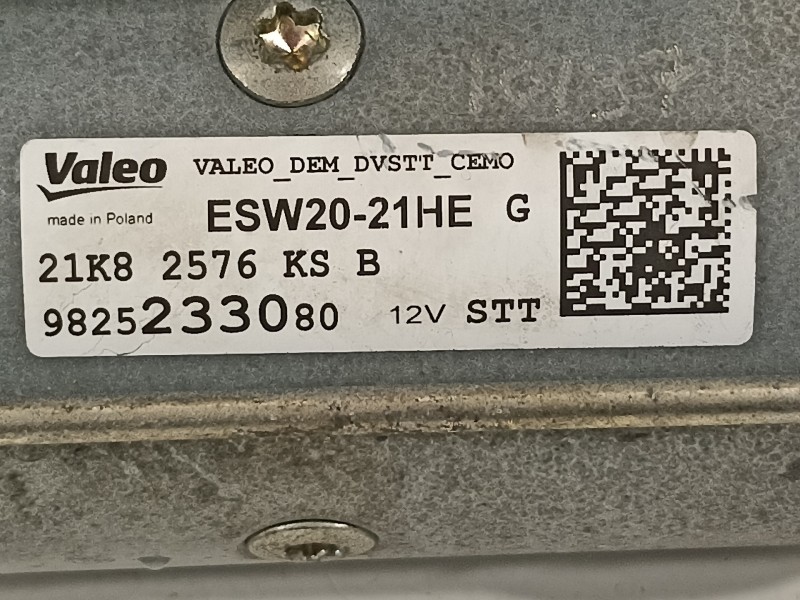 Valeo VALEO_DEM_DVSTT_CEMO
made in Poland ESW20-21HE G
21K8 2576 KS B
9825233080 12V STT